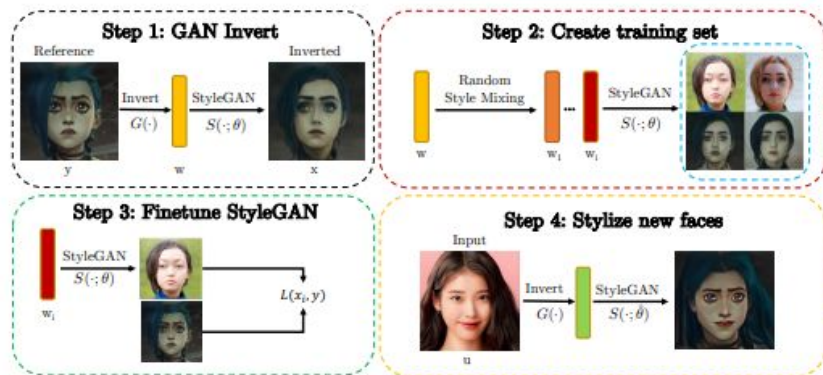 Step 1: GAN Invert
Reference
Inverted
Invert
G(·)
StyleGAN
S(·;θ)
y
w
x
Step 2: Create training set
Random
Style Mixing
...
StyleGAN
S(·;θ)
w
w₁
wᵢ
Step 3: Finetune StyleGAN
StyleGAN
S(·;θ)
L(xᵢ, y)
wᵢ
Step 4: Stylize new faces
Input
Invert
G(·)
StyleGAN
S(·;θ̂)
u